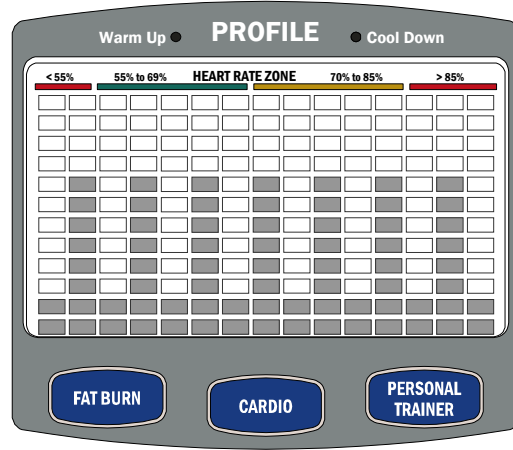 Warm Up PROFILE Cool Down
< 55% 55% to 69% HEART RATE ZONE 70% to 85% > 85%
FAT BURN
CARDIO
PERSONAL
TRAINER